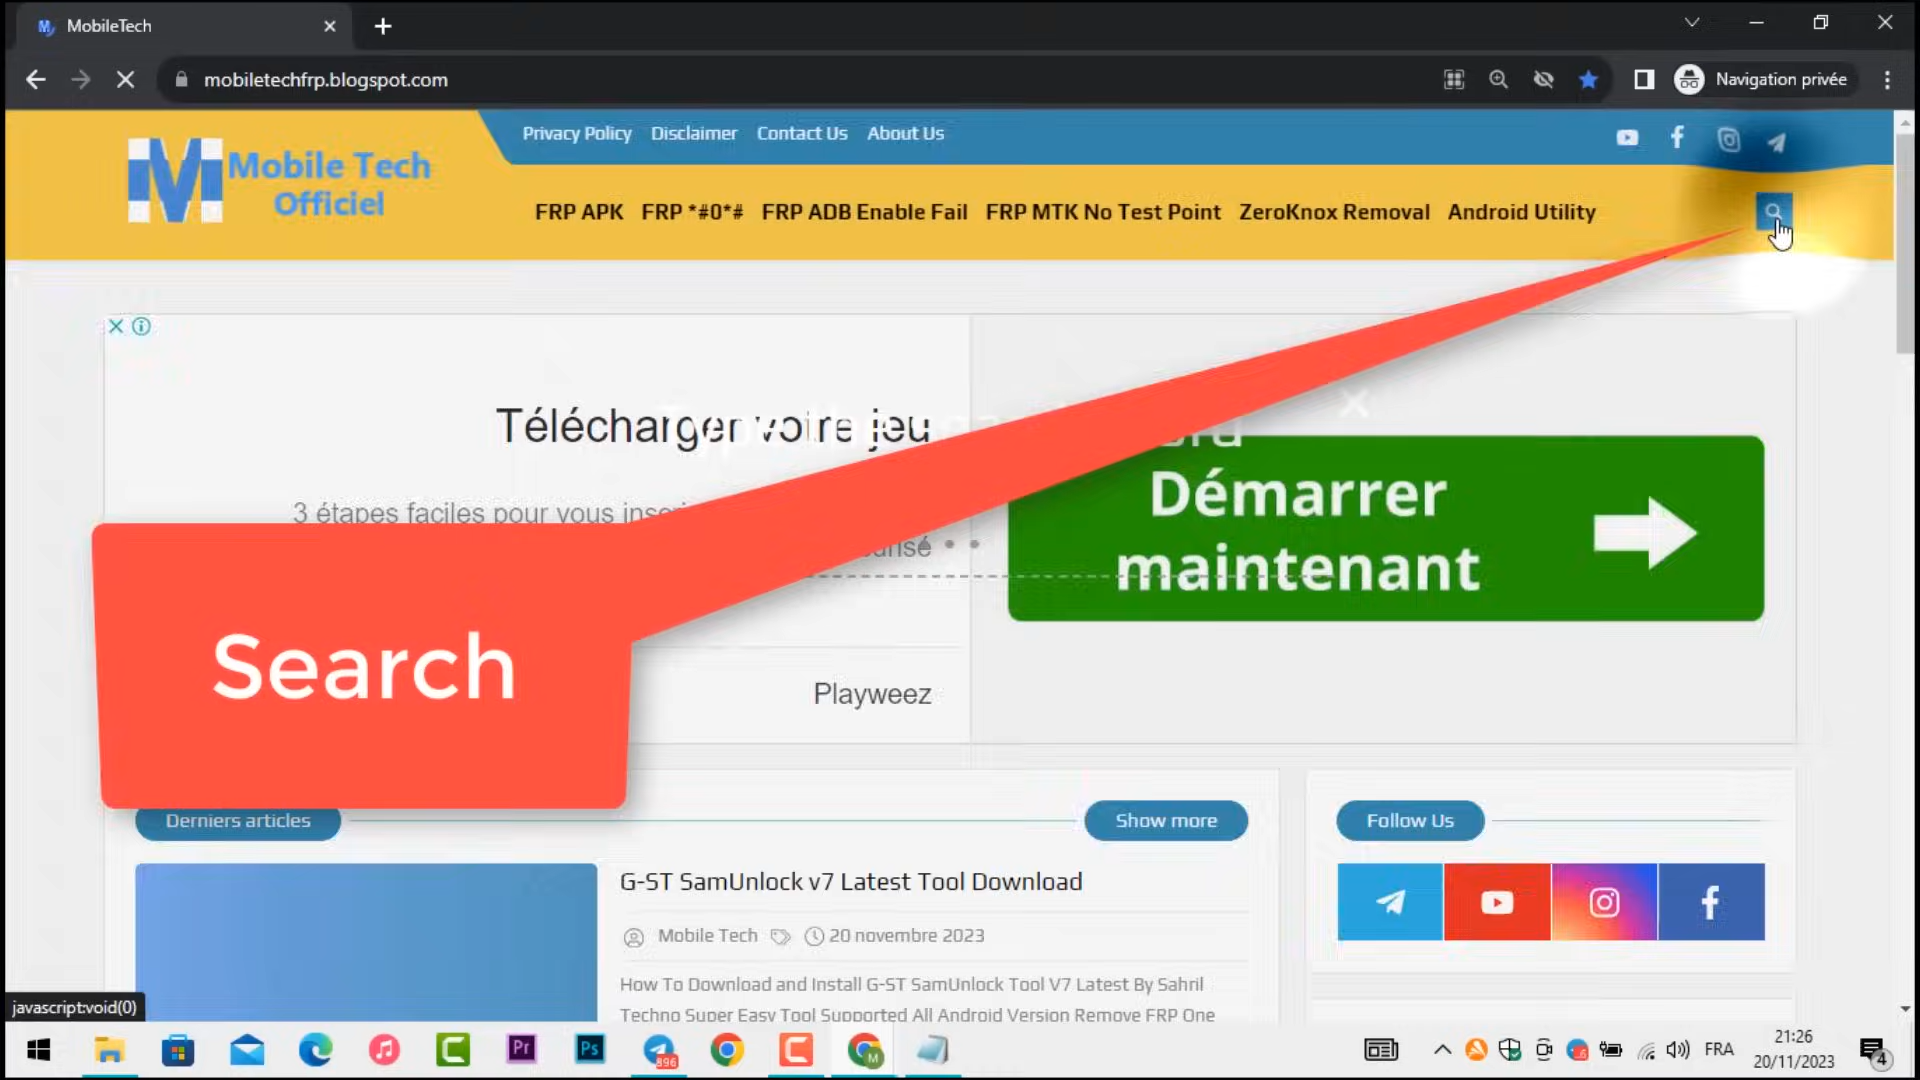 MobileTech
mobiletechfrp.blogspot.com
Navigation privée
Privacy Policy Disclaimer Contact Us About Us
Mobile Tech
Officiel
FRP APK FRP *#0*# FRP ADB Enable Fail FRP MTK No Test Point ZeroKnox Removal Android Utility
Télécharger votre jeu
Démarrer
maintenant
3 étapes faciles pour vous
Search
Playweez
Derniers articles
Show more
Follow Us
G-ST SamUnlock v7 Latest Tool Download
Mobile Tech 20 novembre 2023
How To Download and Install G-ST SamUnlock Tool V7 Latest By Sahril
Techno Super Easy Tool Supported All Android Version Remove FRP One
javascript:void(0)
Pr
Ps
896
M
FRA
21:26
20/11/2023
4